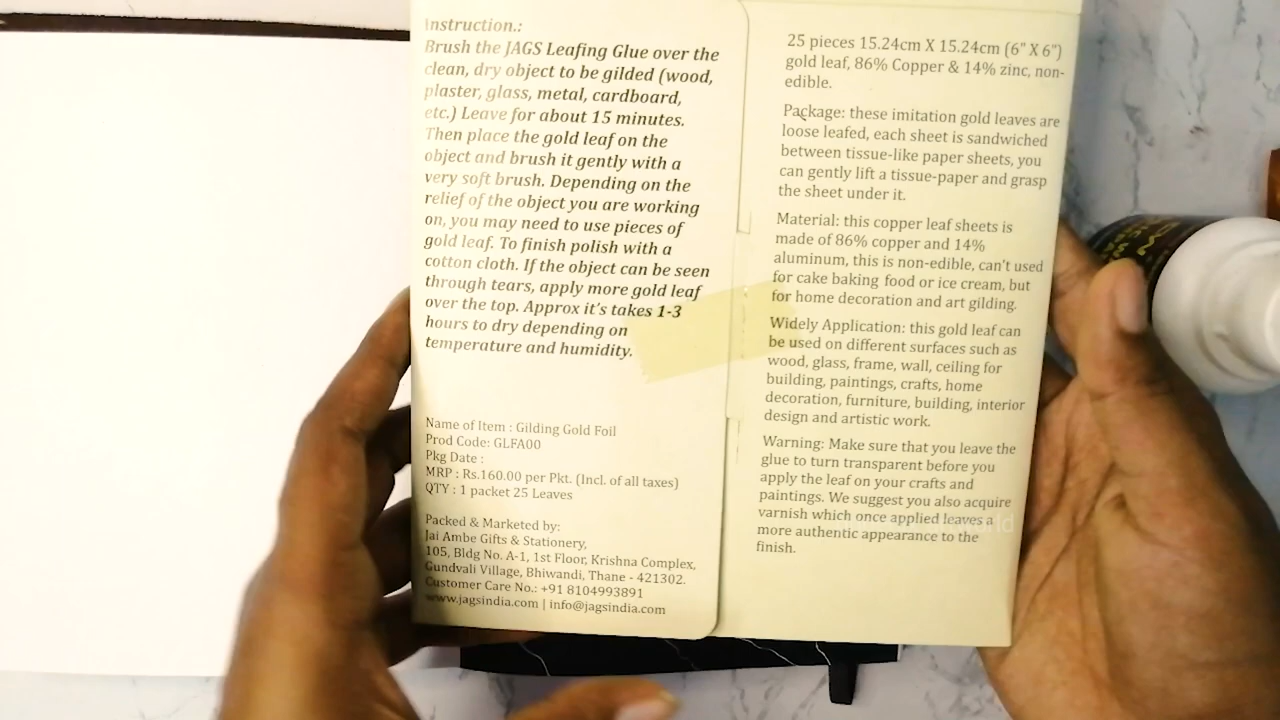 Instruction.:
Brush the JAGS Leafing Glue over the
clean, dry object to be gilded (wood,
plaster, glass, metal, cardboard,
etc.) Leave for about 15 minutes.
Then place the gold leaf on the
object and brush it gently with a
very soft brush. Depending on the
relief of the object you are working
on, you may need to use pieces of
gold leaf. To finish polish with a
cotton cloth. If the object can be seen
through tears, apply more gold leaf
over the top. Approx it's takes 1-3
hours to dry depending on
temperature and humidity.
Name of Item : Gilding Gold Foil
Prod Code: GLFA00
Pkg Date :
MRP : Rs.160.00 per Pkt. (Incl. of all taxes)
QTY : 1 packet 25 Leaves
Packed & Marketed by:
Jai Ambe Gifts & Stationery,
105, Bldg No. A-1, 1st Floor, Krishna Complex,
Gundvali Village, Bhiwandi, Thane - 421302.
Customer Care No.: +91 8104993891
www.jagsindia.com | info@jagsindia.com
25 pieces 15.24cm X 15.24cm (6" X 6")
gold leaf, 86% Copper & 14% zinc, non-
edible.
Package: these imitation gold leaves are
loose leafed, each sheet is sandwiched
between tissue-like paper sheets, you
can gently lift a tissue-paper and grasp
the sheet under it.
Material: this copper leaf sheets is
made of 86% copper and 14%
aluminum, this is non-edible, can't used
for cake baking food or ice cream, but
for home decoration and art gilding.
Widely Application: this gold leaf can
be used on different surfaces such as
wood, glass, frame, wall, ceiling for
building, paintings, crafts, home
decoration, furniture, building, interior
design and artistic work.
Warning: Make sure that you leave the
glue to turn transparent before you
apply the leaf on your crafts and
paintings. We suggest you also acquire
varnish which once applied leaves a
more authentic appearance to the
finish.